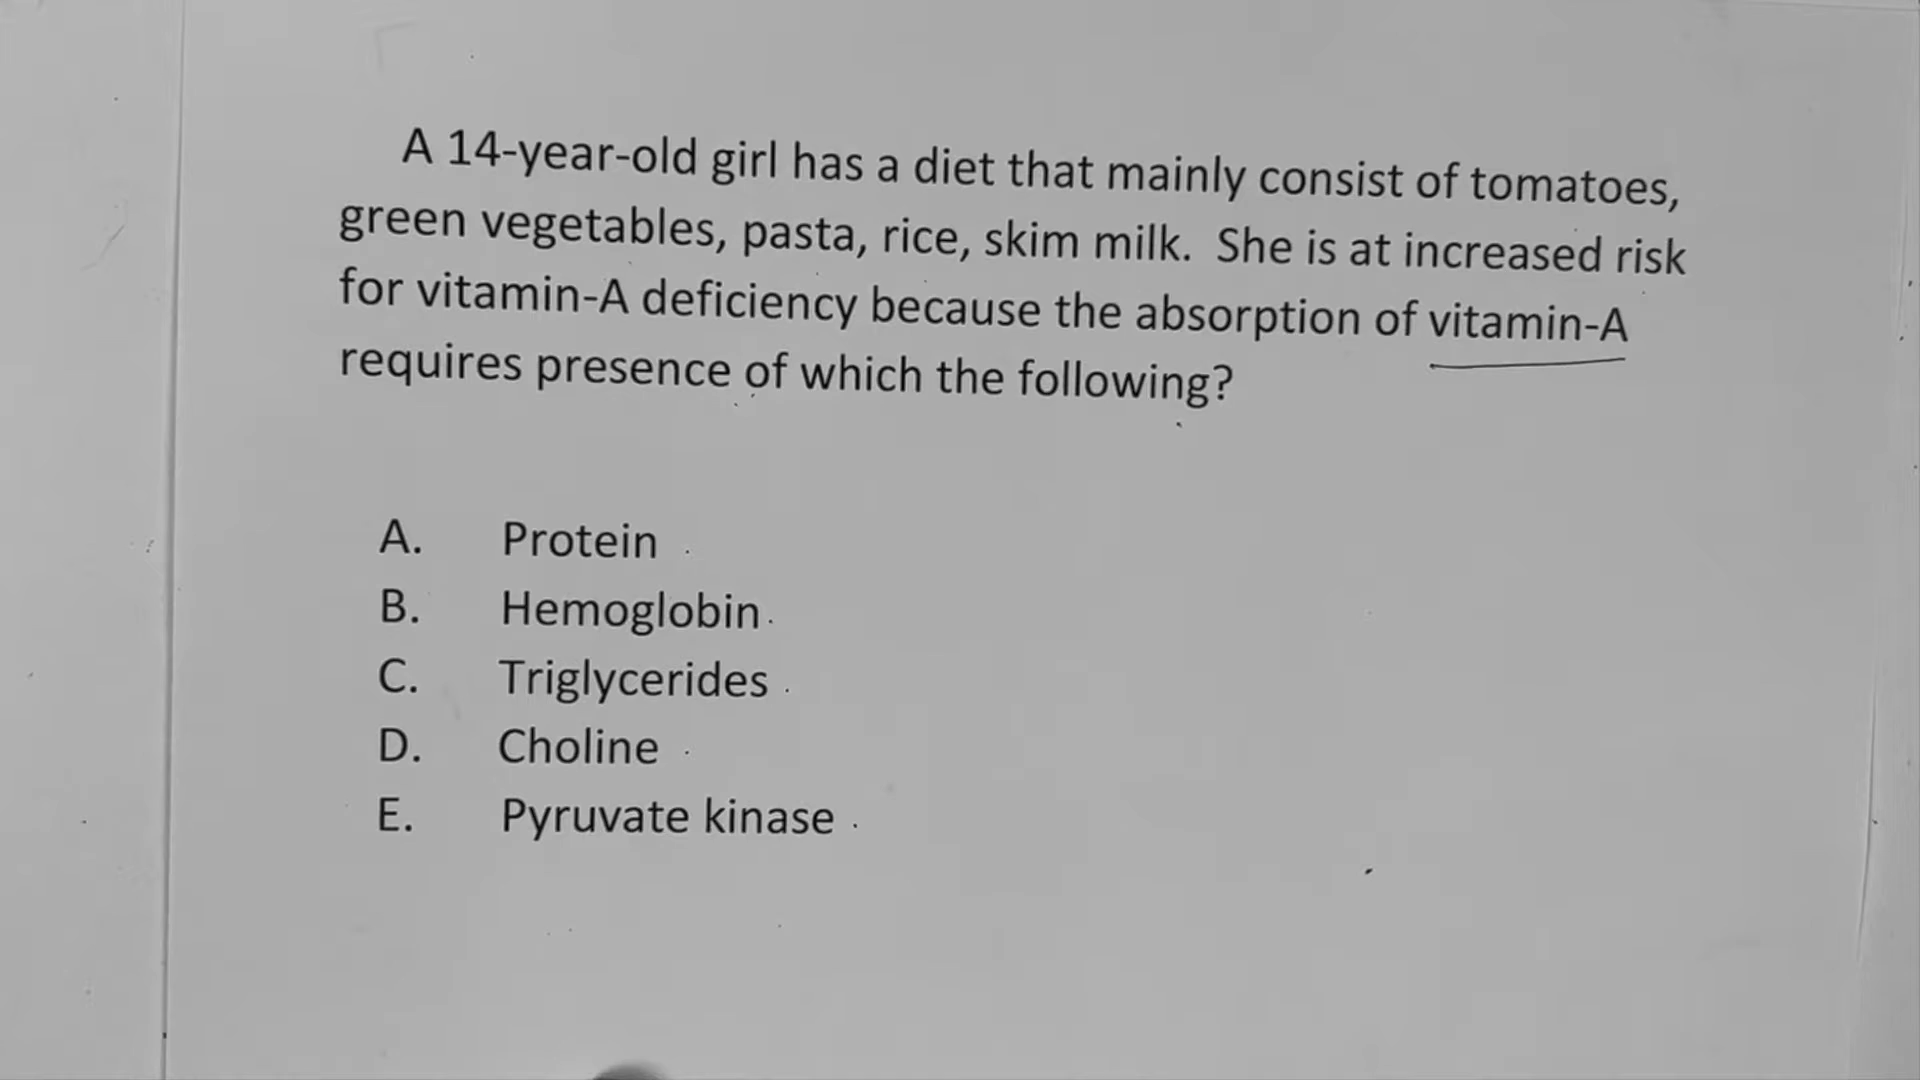 A 14-year-old girl has a diet that mainly consist of tomatoes,
green vegetables, pasta, rice, skim milk. She is at increased risk
for vitamin-A deficiency because the absorption of vitamin-A
requires presence of which the following?
A. Protein
B. Hemoglobin
C. Triglycerides
D. Choline
E. Pyruvate kinase